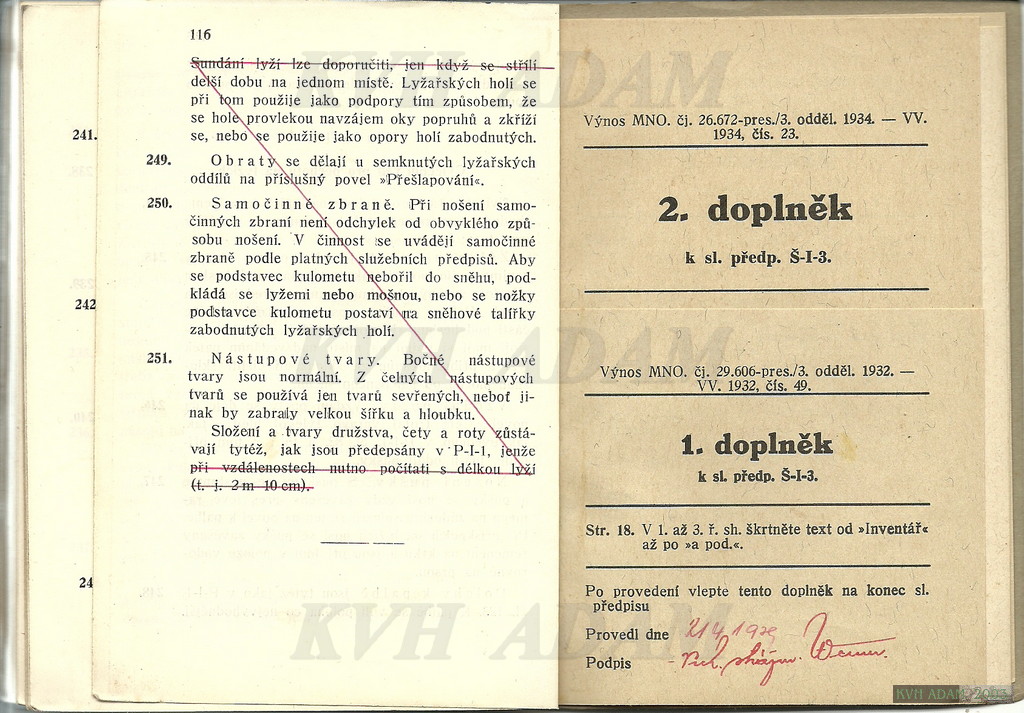 116
Sundání lyží lze doporučiti, jen když se střílí
delší dobu na jednom místě. Lyžařských holí se
při tom použije jako podpory tím způsobem, že
se hole provlekou navzájem oky popruhů a zkříží
se, nebo se použije jako opory holí zabodnutých.
241.
249. Obraty se dělají u semknutých lyžařských
oddílů na příslušný povel »Přešlapování«.
250. Samočinné zbraně. Při nošení samo-
činných zbraní není odchylek od obvyklého způ-
sobu nošení. V činnost se uvádějí samočinné
zbraně podle platných služebních předpisů. Aby
se podstavec kulometu nebořil do sněhu, pod-
kládá se lyžemi nebo mošnou, nebo se nožky
242
podstavce kulometu postaví na sněhové talířky
zabodnutých lyžařských holí.
251. Nástupové tvary. Bočné nástupové
tvary jsou normální. Z čelných nástupových
tvarů se používá jen tvarů sevřených, neboť ji-
nak by zabraly velkou šířku a hloubku.
Složení a tvary družstva, čety a roty zůstá-
vají tytéž, jak jsou předepsány v P-I-1, jenže
při vzdálenostech nutno počítati s délkou lyží
(t. j. 2 m 10 cm).
24
Výnos MNO. čj. 26.672-pres./3. odděl. 1934. — VV.
1934, čís. 23.
2. doplněk
k sl. předp. Š-I-3.
Výnos MNO. čj. 29.606-pres./3. odděl. 1932. —
VV. 1932, čís. 49.
1. doplněk
k sl. předp. Š-I-3.
Str. 18. V 1. až 3. ř. sh. škrtněte text od »Inventář«
až po »a pod.«.
Po provedení vlepte tento doplněk na konec sl.
předpisu
Provedl dne
Podpis
KVH ADAM
KVH ADAM
KVH ADAM
KVH ADAM 2003